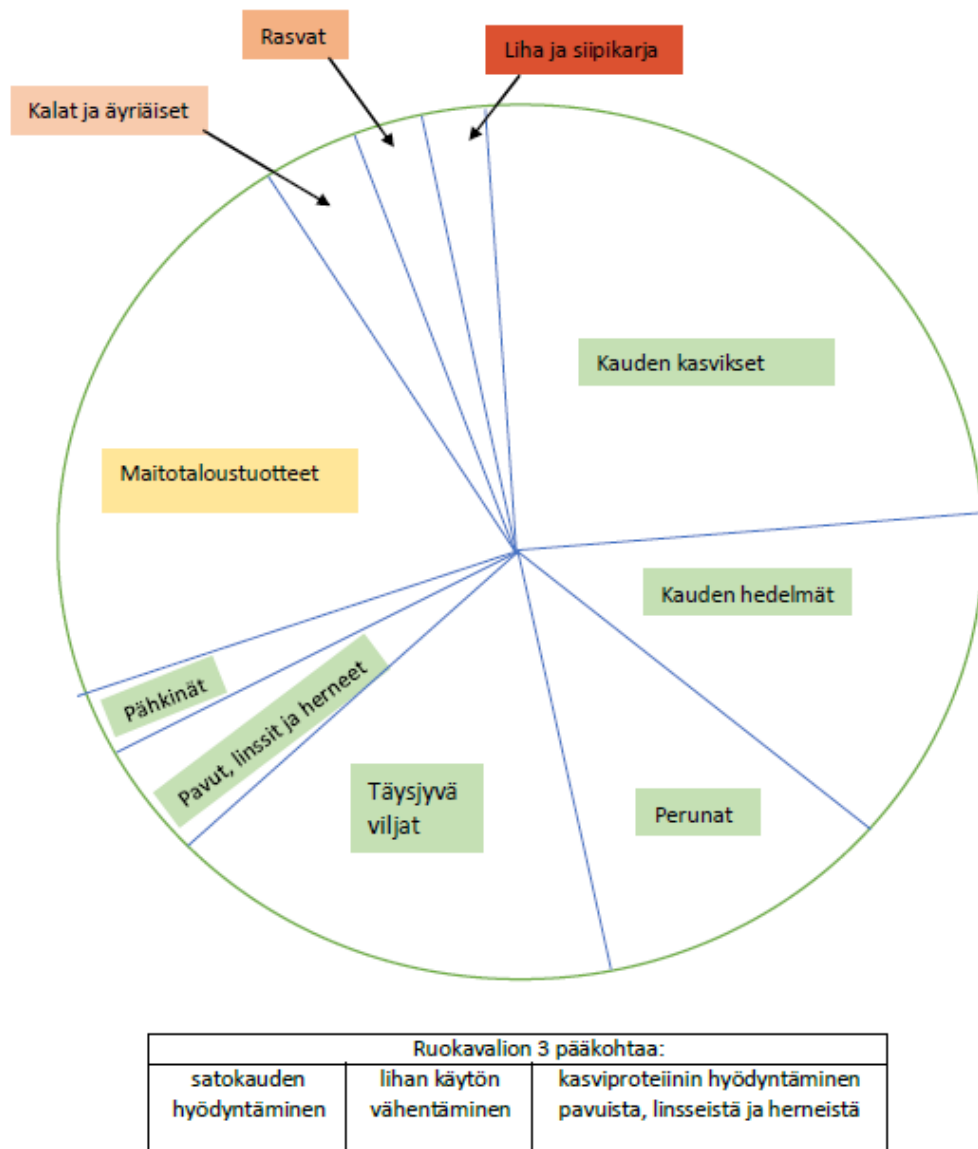 Rasvat
Liha ja siipikarja
Kalat ja äyriäiset
Kauden kasvikset
Maitotaloustuotteet
Kauden hedelmät
Pähkinät
Pavut, linssit ja herneet
Täysjyvä
viljat
Perunat
Ruokavalion 3 pääkohtaa:
satokauden
hyödyntäminen
lihan käytön
vähentäminen
kasviproteiinin hyödyntäminen
pavuista, linsseistä ja herneistä